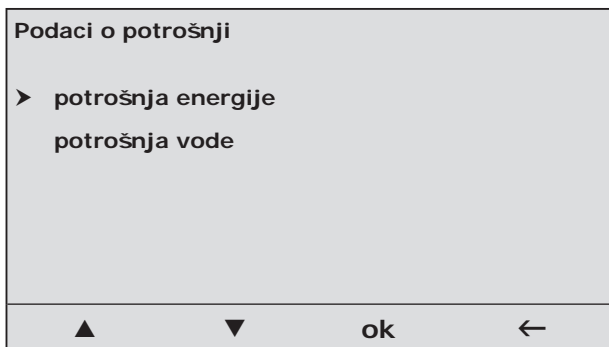 Podaci o potrošnji
➤ potrošnja energije
potrošnja vode
▲ ▼ ok ←